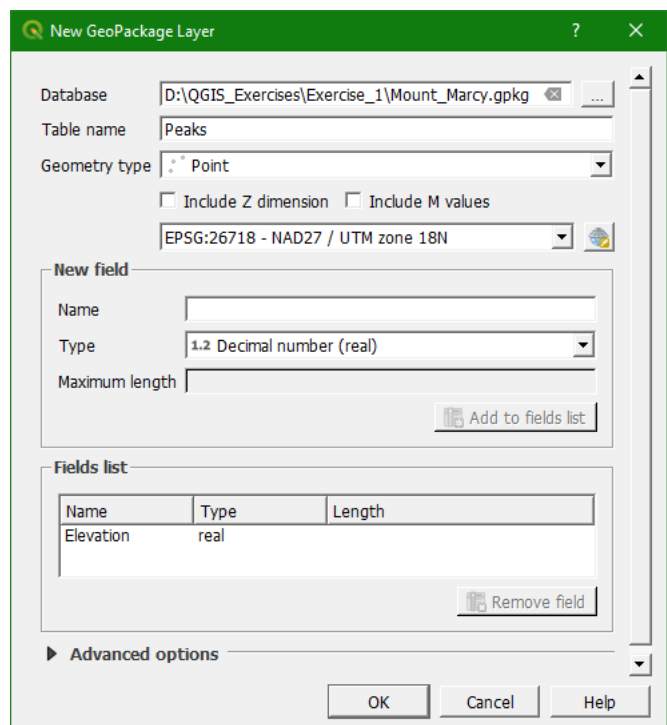 New GeoPackage Layer ? ×
Database D:\QGIS_Exercises\Exercise_1\Mount_Marcy.gpkg ...
Table name Peaks
Geometry type Point
Include Z dimension Include M values
EPSG:26718 - NAD27 / UTM zone 18N
New field
Name
Type 1.2 Decimal number (real)
Maximum length
Add to fields list
Fields list
Name Type Length
Elevation real
Remove field
Advanced options
OK Cancel Help